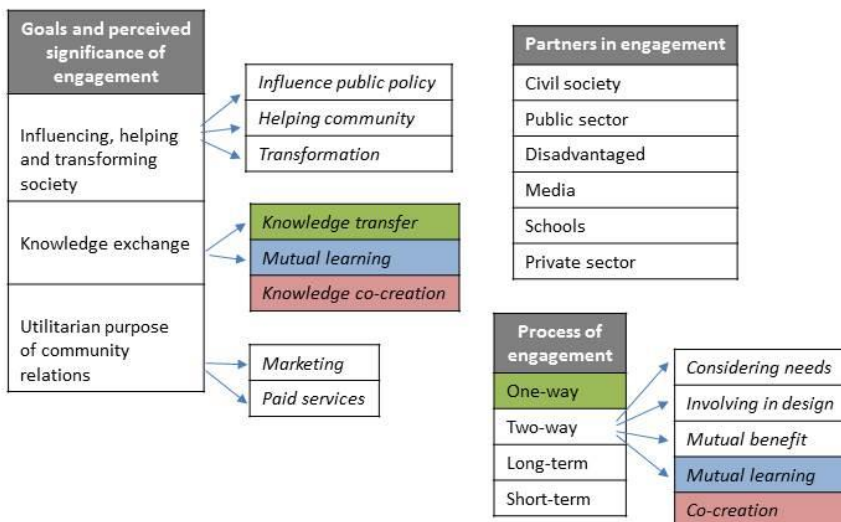 Goals and perceived
significance of
engagement
Influencing, helping
and transforming
society
Knowledge exchange
Utilitarian purpose
of community
relations
Influence public policy
Helping community
Transformation
Knowledge transfer
Mutual learning
Knowledge co-creation
Marketing
Paid services
Partners in engagement
Civil society
Public sector
Disadvantaged
Media
Schools
Private sector
Process of
engagement
One-way
Two-way
Long-term
Short-term
Considering needs
Involving in design
Mutual benefit
Mutual learning
Co-creation